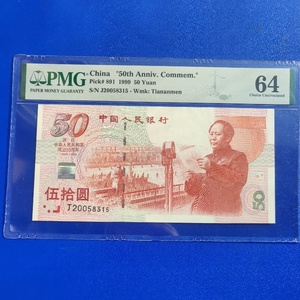 PMG
PAPER MONEY GUARANTY
China "50th Anniv. Commem."
Pick# 891 1999 50 Yuan
S/N J20058315 - Wmk: Tiananmen
64
Choice Uncirculated
50
中国人民银行
伍拾圆
J20058315
50